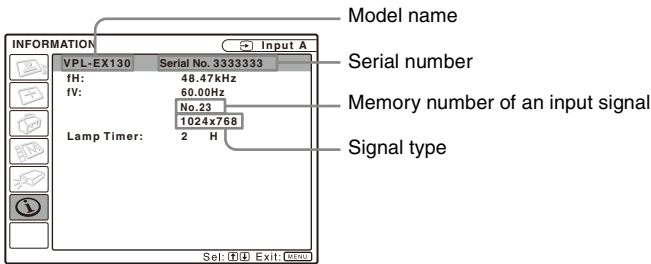 Model name
INFORMATION Input A
VPL-EX130 Serial No. 3333333
Serial number
fH: 48.47kHz
fV: 60.00Hz
No.23
Memory number of an input signal
1024x768
Lamp Timer: 2 H
Signal type
Sel: Exit: MENU